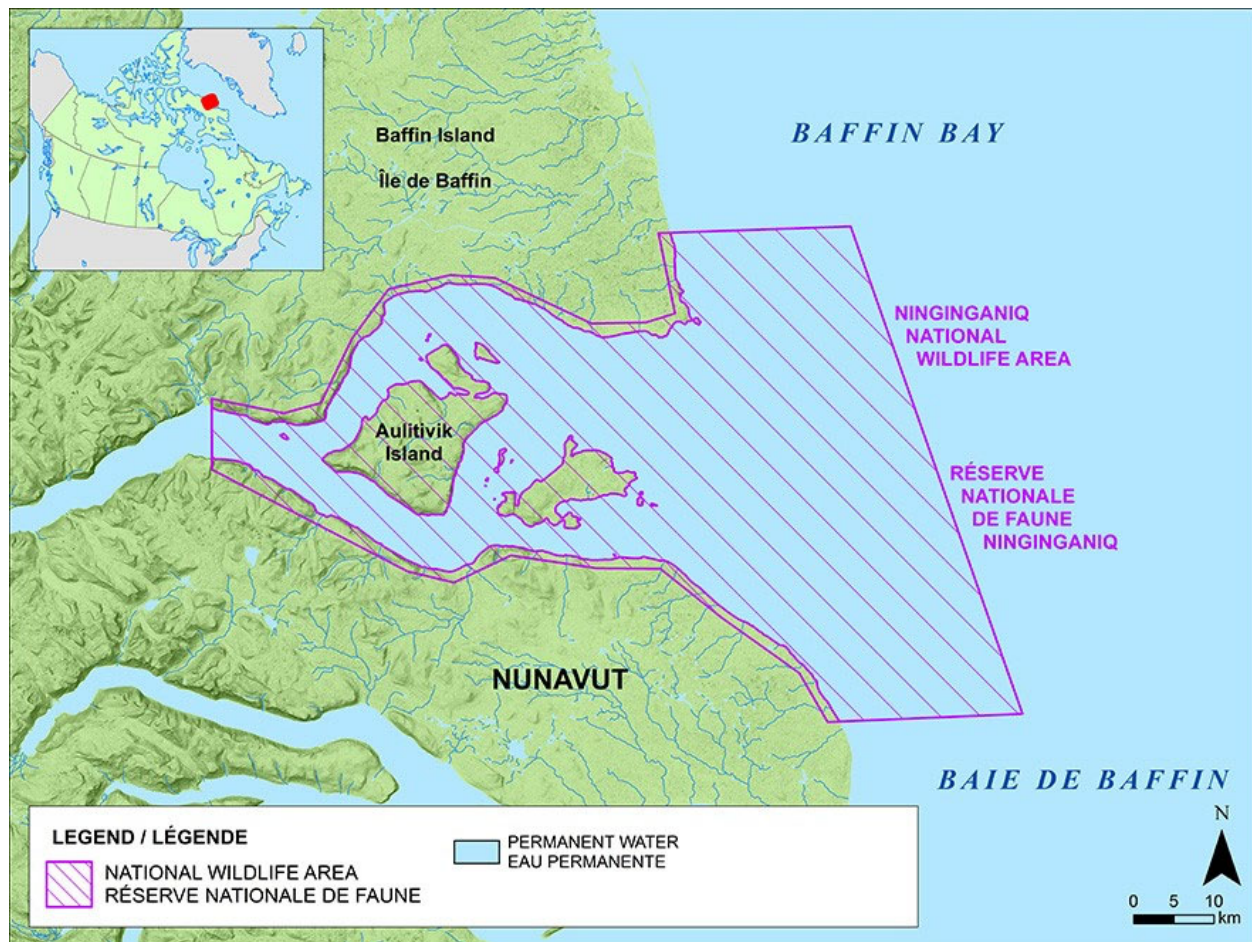 Baffin Island
Île de Baffin
BAFFIN BAY
NINGINGANIQ
NATIONAL
WILDLIFE AREA
Aulitivik
Island
RÉSERVE
NATIONALE
DE FAUNE
NINGINGANIQ
NUNAVUT
BAIE DE BAFFIN
LEGEND / LÉGENDE
NATIONAL WILDLIFE AREA
RÉSERVE NATIONALE DE FAUNE
PERMANENT WATER
EAU PERMANENTE
N
0 5 10
km